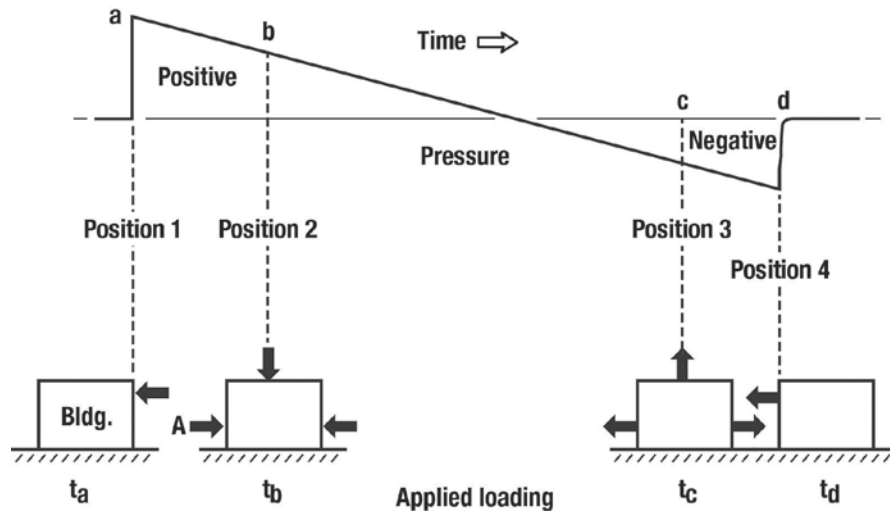 a
b
Time
Positive
c
d
Negative
Pressure
Position 1
Position 2
Position 3
Position 4
Bldg.
A
ta
tb
Applied loading
tc
td